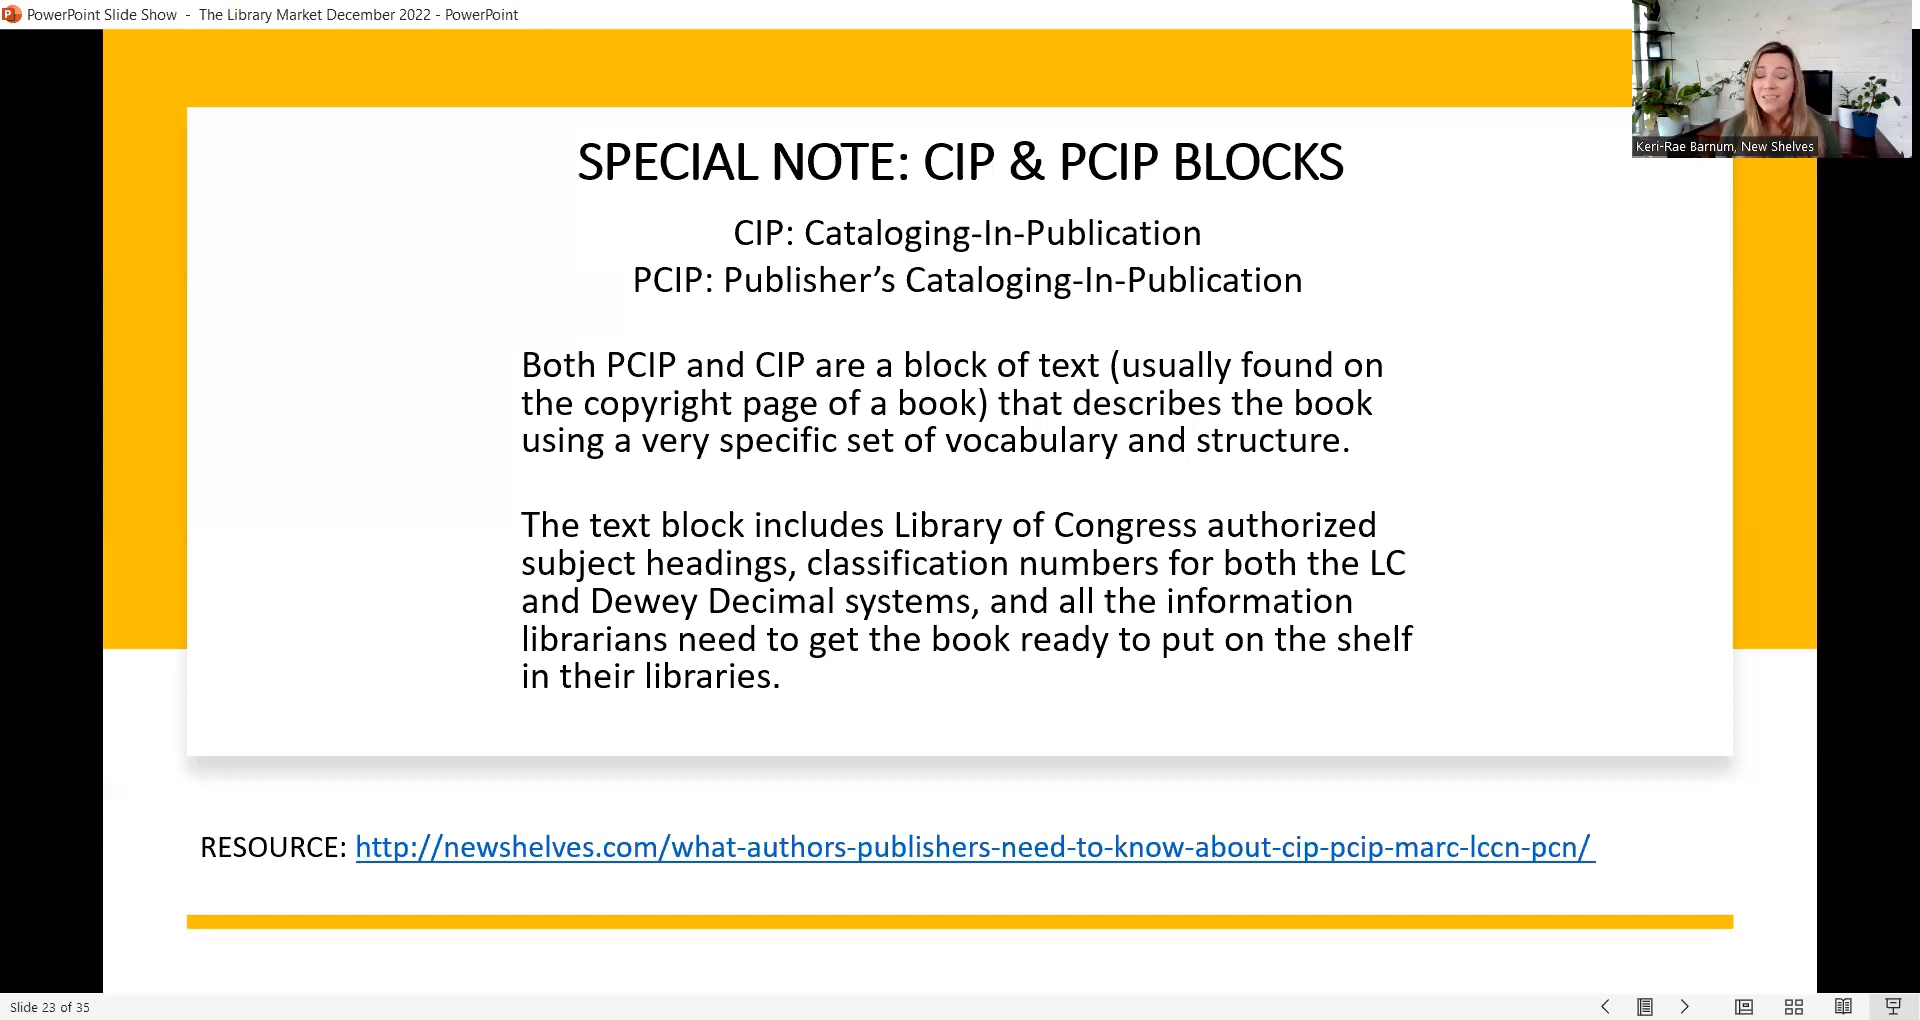 PowerPoint Slide Show - The Library Market December 2022 - PowerPoint
Keri-Rae Barnum, New Shelves
SPECIAL NOTE: CIP & PCIP BLOCKS
CIP: Cataloging-In-Publication
PCIP: Publisher’s Cataloging-In-Publication
Both PCIP and CIP are a block of text (usually found on
the copyright page of a book) that describes the book
using a very specific set of vocabulary and structure.
The text block includes Library of Congress authorized
subject headings, classification numbers for both the LC
and Dewey Decimal systems, and all the information
librarians need to get the book ready to put on the shelf
in their libraries.
RESOURCE: http://newshelves.com/what-authors-publishers-need-to-know-about-cip-pcip-marc-lccn-pcn/
Slide 23 of 35